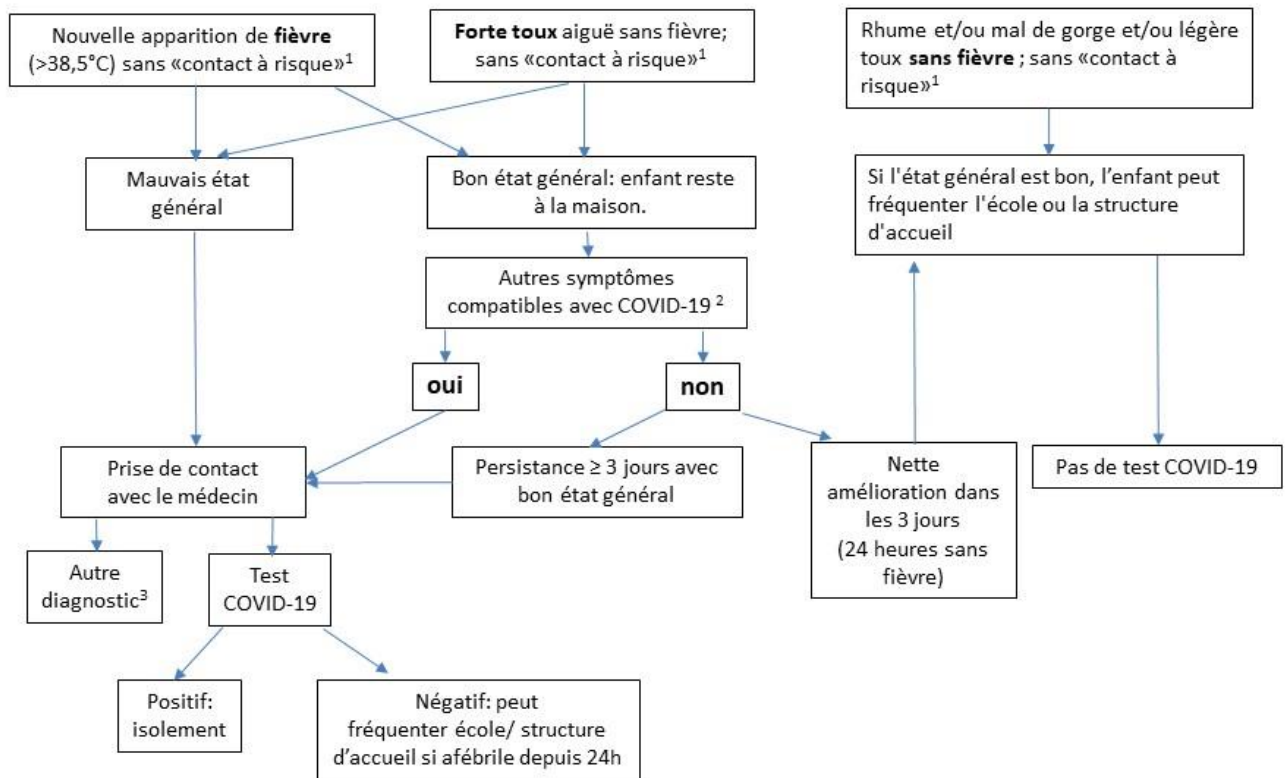 Nouvelle apparition de fièvre
(>38,5°C) sans «contact à risque»¹
Forte toux aiguë sans fièvre;
sans «contact à risque»¹
Rhume et/ou mal de gorge et/ou légère
toux sans fièvre ; sans «contact à
risque»¹
Mauvais état
général
Bon état général: enfant reste
à la maison.
Si l'état général est bon, l’enfant peut
fréquenter l'école ou la structure
d'accueil
Autres symptômes
compatibles avec COVID-19 ²
oui
non
Prise de contact
avec le médecin
Persistance ≥ 3 jours avec
bon état général
Nette
amélioration dans
les 3 jours
(24 heures sans
fièvre)
Pas de test COVID-19
Autre
diagnostic³
Test
COVID-19
Positif:
isolement
Négatif: peut
fréquenter école/ structure
d’accueil si afébrile depuis 24h